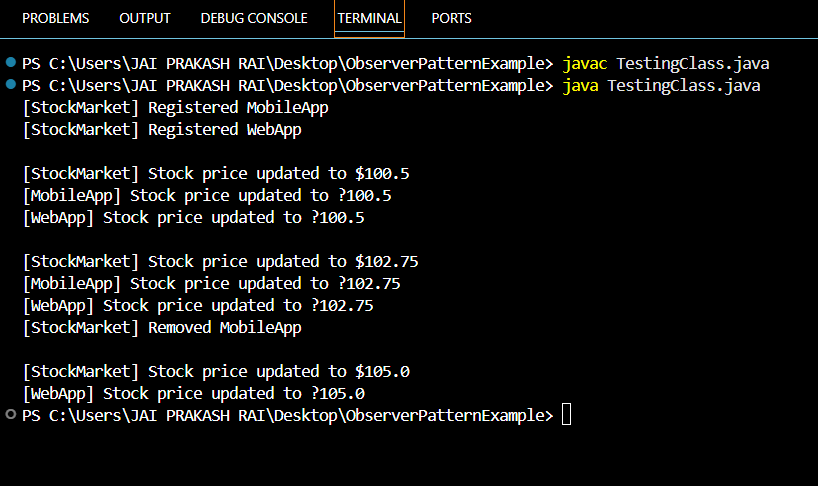 PROBLEMS OUTPUT DEBUG CONSOLE TERMINAL PORTS
PS C:\Users\JAI PRAKASH RAI\Desktop\ObserverPatternExample> javac TestingClass.java
PS C:\Users\JAI PRAKASH RAI\Desktop\ObserverPatternExample> java TestingClass.java
[StockMarket] Registered MobileApp
[StockMarket] Registered WebApp
[StockMarket] Stock price updated to $100.5
[MobileApp] Stock price updated to ?100.5
[WebApp] Stock price updated to ?100.5
[StockMarket] Stock price updated to $102.75
[MobileApp] Stock price updated to ?102.75
[WebApp] Stock price updated to ?102.75
[StockMarket] Removed MobileApp
[StockMarket] Stock price updated to $105.0
[WebApp] Stock price updated to ?105.0
PS C:\Users\JAI PRAKASH RAI\Desktop\ObserverPatternExample>